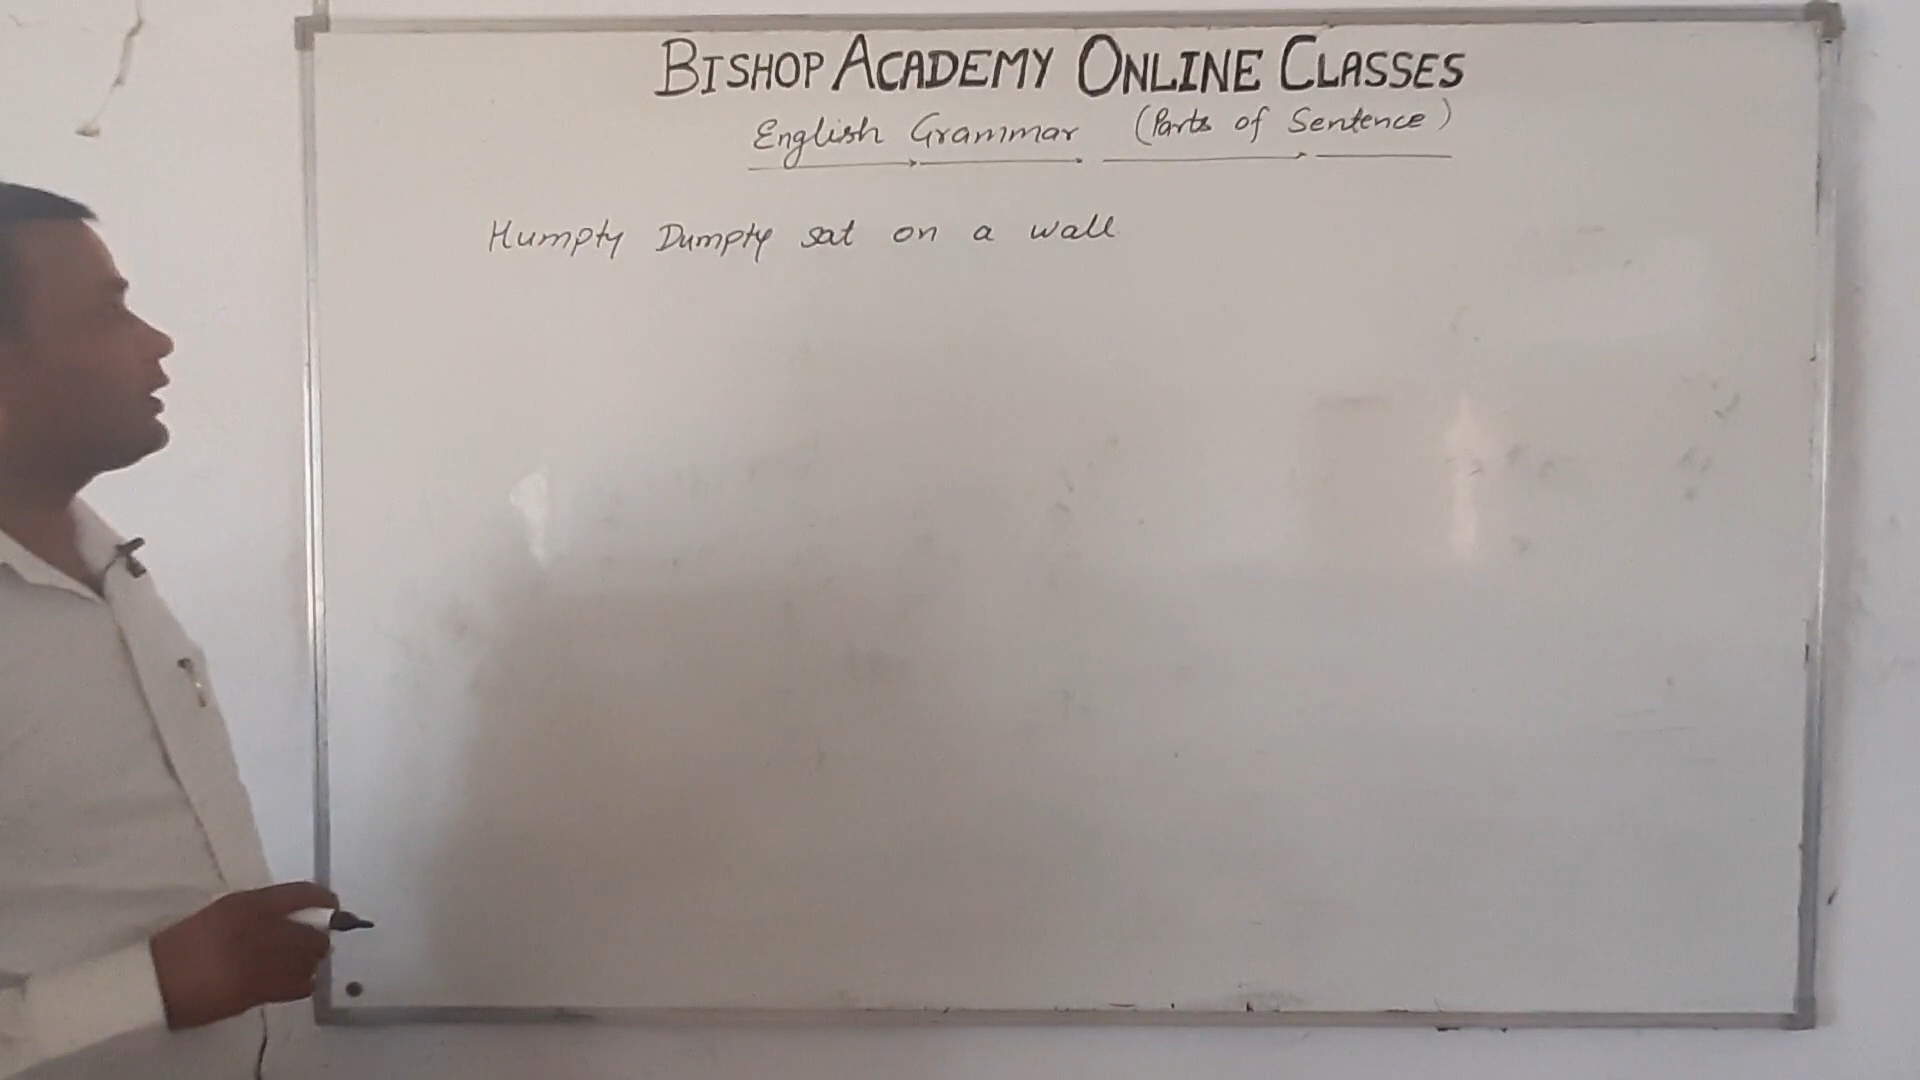 BISHOP ACADEMY ONLINE CLASSES
English Grammar (Parts of Sentence)
Humpty Dumpty sat on a wall